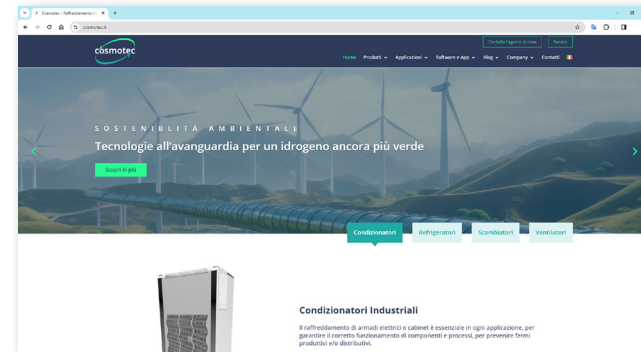 Cosmotec - Raffreddamento in
cosmotec.it
cosmotec
Contatta l'agente di zona
Service
Home Prodotti Applicazioni Software e App Blog Company Contatti
SOSTENIBLITÀ AMBIENTALE
Tecnologie all'avanguardia per un idrogeno ancora più verde
Scopri di più
Condizionatori Refrigeratori Scambiatori Ventilatori
Condizionatori Industriali
Il raffreddamento di armadi elettrici o cabinet è essenziale in ogni applicazione, per
garantire il corretto funzionamento di componenti e processi, per prevenire fermi
produttivi e/o distributivi.